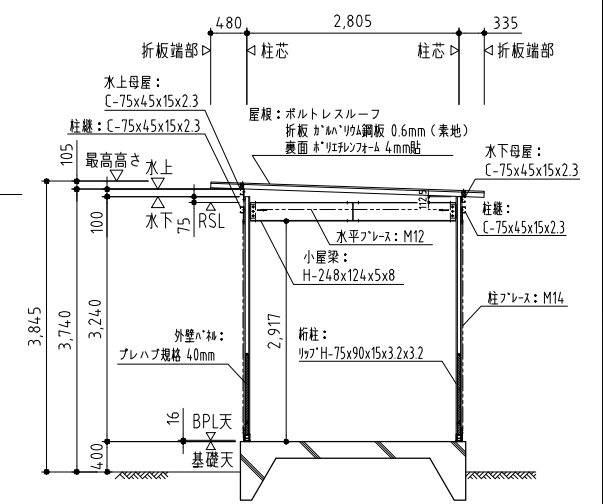 480
2,805
335
折板端部
柱芯
柱芯
折板端部
水上母屋：
C-75x45x15x2.3
柱継：C-75x45x15x2.3
屋根：ボルトレスルーフ
折板 ガルバリウム鋼板 0.6mm（素地）
裏面 ポリエチレンフォーム 4mm貼
水下母屋：
C-75x45x15x2.3
105
最高高さ
水上
水下
100
75
RSL
112.5
柱継：
C-75x45x15x2.3
水平ブレース：M12
小屋梁：
H-248x124x5x8
柱ブレース：M14
3,845
3,740
3,240
2,917
外壁パネル：
プレハブ規格 40mm
桁柱：
リップH-75x90x15x3.2x3.2
16
BPL天
基礎天
400